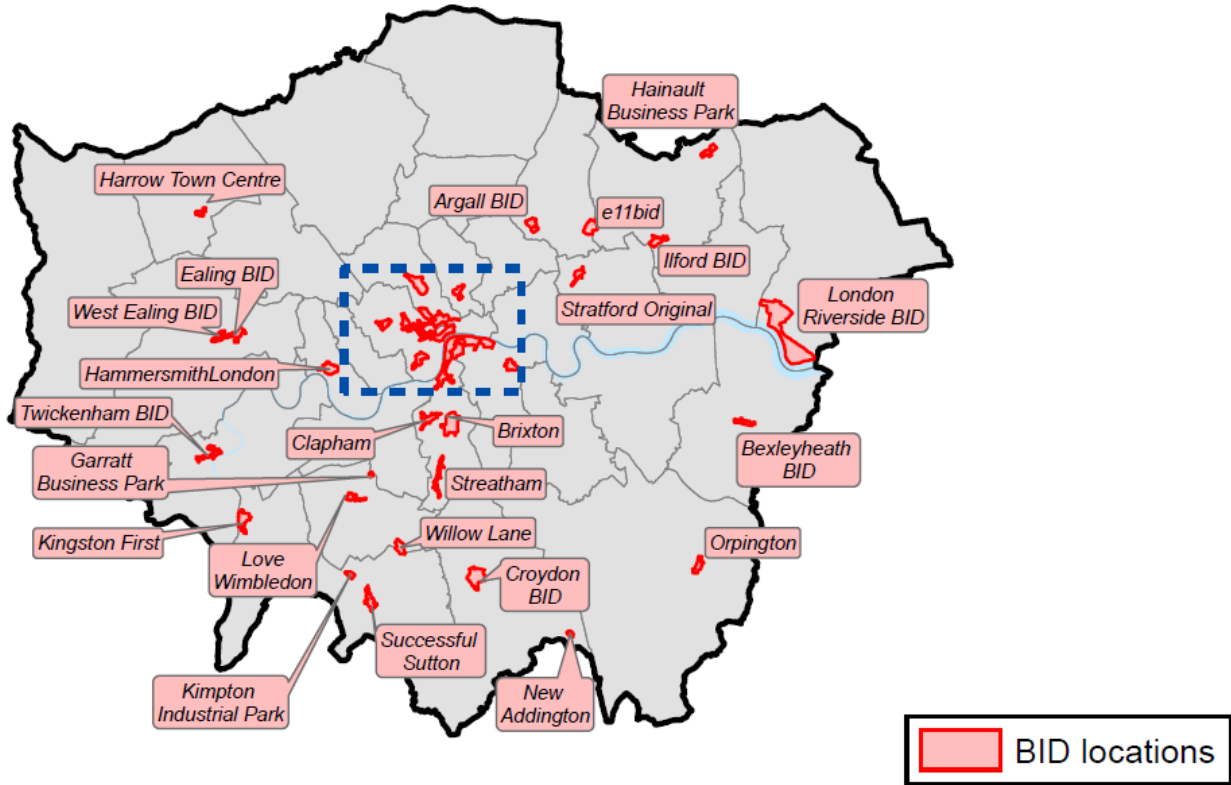 Hainault
Business Park
Harrow Town Centre
Argall BID
e11bid
Ilford BID
Ealing BID
West Ealing BID
Stratford Original
London
Riverside BID
HammersmithLondon
Twickenham BID
Clapham
Brixton
Bexleyheath
BID
Garratt
Business Park
Streatham
Kingston First
Love
Wimbledon
Willow Lane
Orpington
Croydon
BID
Successful
Sutton
Kimpton
Industrial Park
New
Addington
BID locations